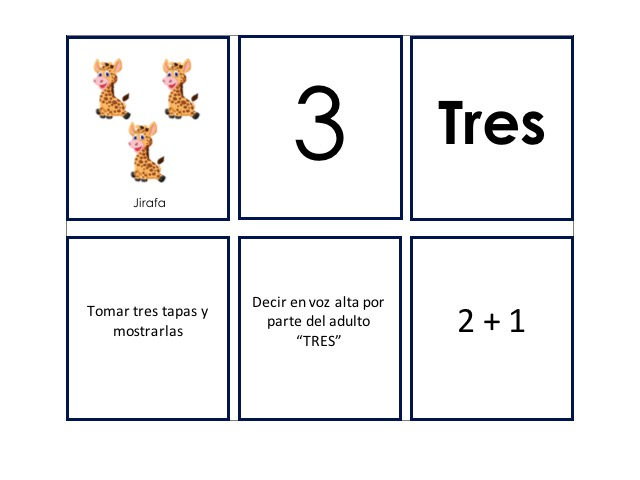 Jirafa
3
Tres
Tomar tres tapas y
mostrarlas
Decir en voz alta por
parte del adulto
“TRES”
2 + 1